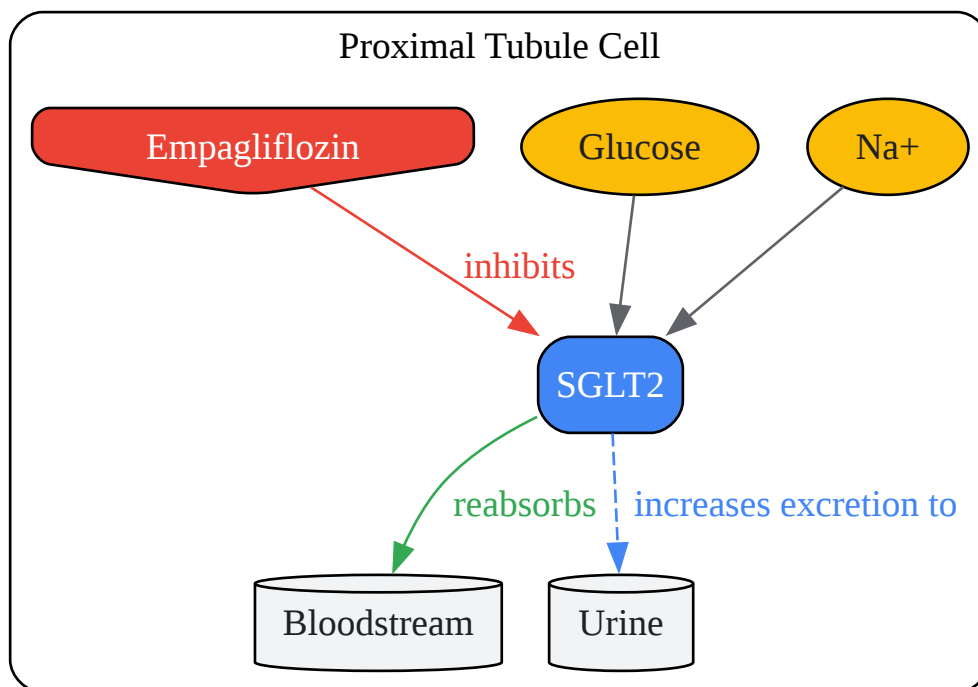 Proximal Tubule Cell
Empagliflozin
Glucose
Na+
inhibits
SGLT2
reabsorbs
increases excretion to
Bloodstream
Urine